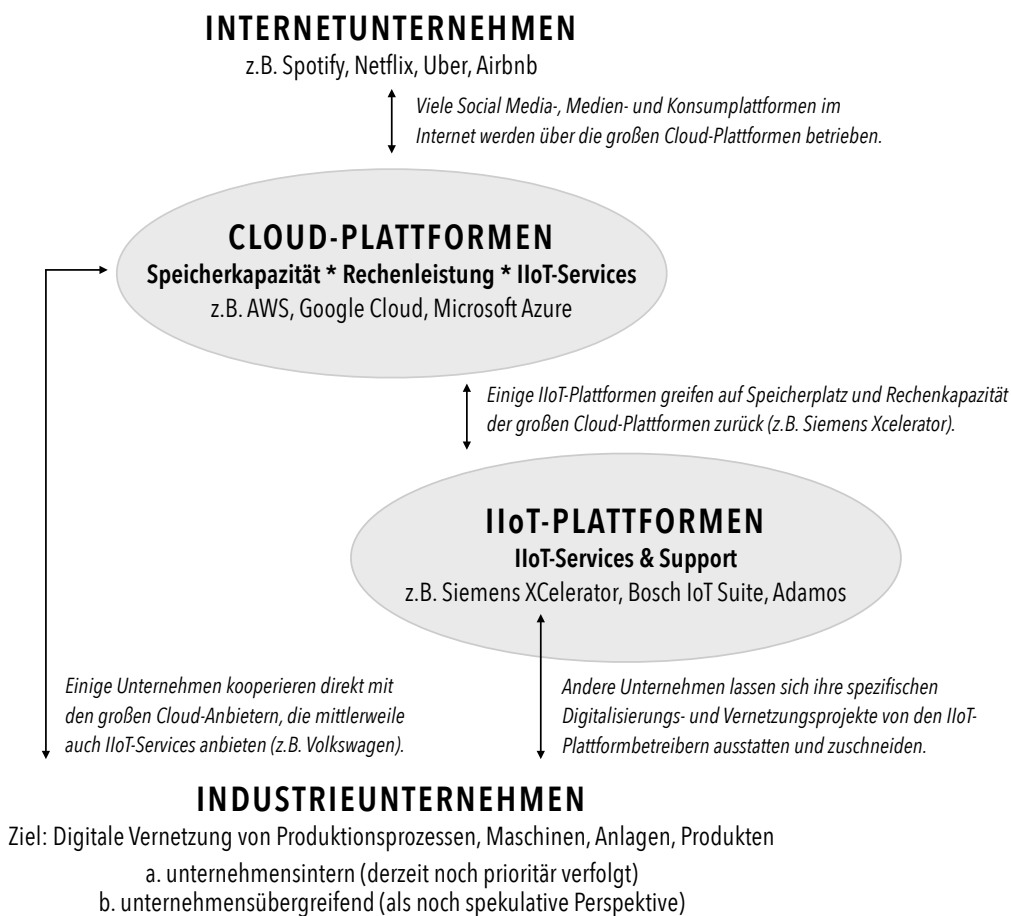 INTERNETUNTERNEHMEN
z.B. Spotify, Netflix, Uber, Airbnb
Viele Social Media-, Medien- und Konsumplattformen im
Internet werden über die großen Cloud-Plattformen betrieben.
CLOUD-PLATTFORMEN
Speicherkapazität * Rechenleistung * IIoT-Services
z.B. AWS, Google Cloud, Microsoft Azure
Einige IIoT-Plattformen greifen auf Speicherplatz und Rechenkapazität
der großen Cloud-Plattformen zurück (z.B. Siemens Xcelerator).
IIoT-PLATTFORMEN
IIoT-Services & Support
z.B. Siemens XCelerator, Bosch IoT Suite, Adamos
Einige Unternehmen kooperieren direkt mit
den großen Cloud-Anbietern, die mittlerweile
auch IIoT-Services anbieten (z.B. Volkswagen).
Andere Unternehmen lassen sich ihre spezifischen
Digitalisierungs- und Vernetzungsprojekte von den IIoT-
Plattformbetreibern ausstatten und zuschneiden.
INDUSTRIEUNTERNEHMEN
Ziel: Digitale Vernetzung von Produktionsprozessen, Maschinen, Anlagen, Produkten
a. unternehmensintern (derzeit noch prioritär verfolgt)
b. unternehmensübergreifend (als noch spekulative Perspektive)